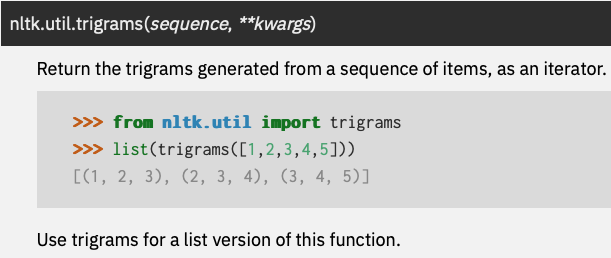 nltk.util.trigrams(sequence, **kwargs)
Return the trigrams generated from a sequence of items, as an iterator.
>>> from nltk.util import trigrams
>>> list(trigrams([1,2,3,4,5]))
[(1, 2, 3), (2, 3, 4), (3, 4, 5)]
Use trigrams for a list version of this function.